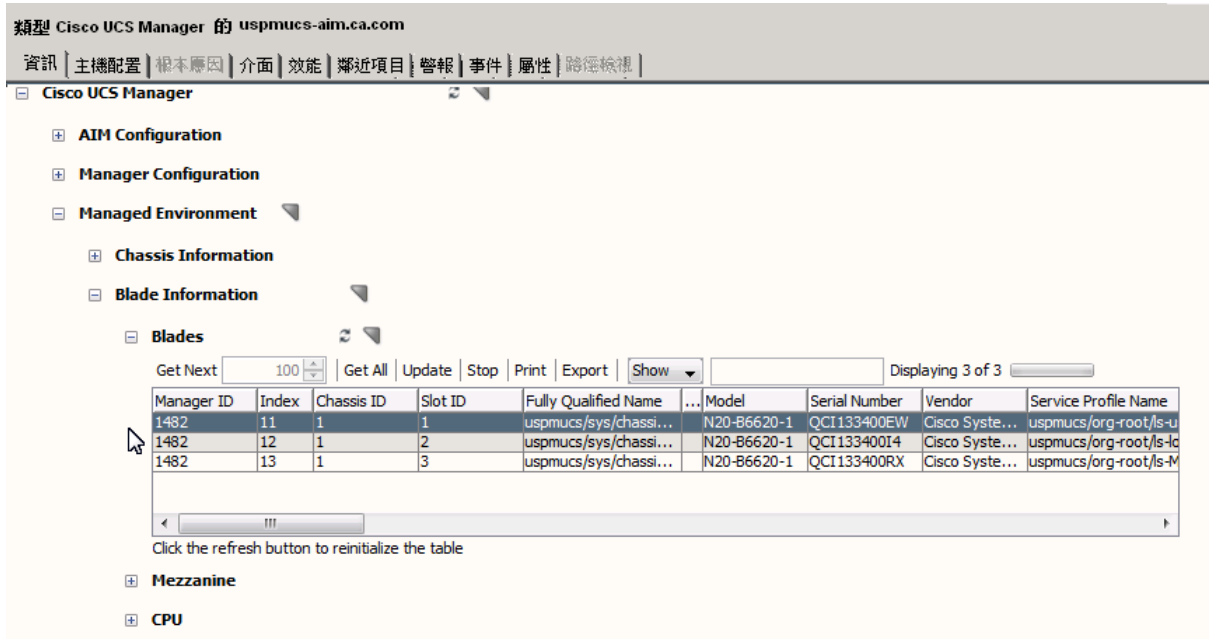 類型 Cisco UCS Manager 的 uspmucs-aim.ca.com
資訊 主機配置 根本原因 介面 效能 鄰近項目 警報 事件 屬性 路徑檢視
Cisco UCS Manager
AIM Configuration
Manager Configuration
Managed Environment
Chassis Information
Blade Information
Blades
Get Next 100 Get All Update Stop Print Export Show Displaying 3 of 3
Manager ID Index Chassis ID Slot ID Fully Qualified Name ... Model Serial Number Vendor Service Profile Name
1482 11 1 1 uspmucs/sys/chassi... N20-B6620-1 QCI133400EW Cisco Syste... uspmucs/org-root/ls-u
1482 12 1 2 uspmucs/sys/chassi... N20-B6620-1 QCI133400I4 Cisco Syste... uspmucs/org-root/ls-lo
1482 13 1 3 uspmucs/sys/chassi... N20-B6620-1 QCI133400RX Cisco Syste... uspmucs/org-root/ls-M
Click the refresh button to reinitialize the table
Mezzanine
CPU